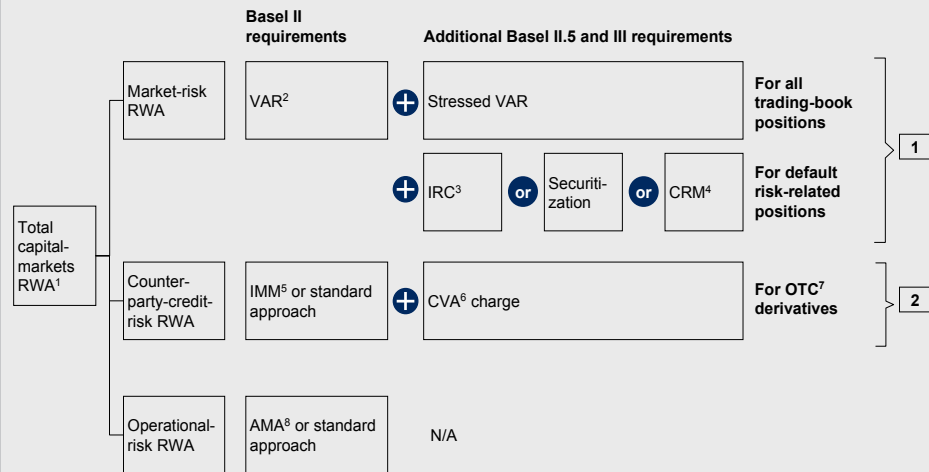 Basel II
requirements
Additional Basel II.5 and III requirements
Market-risk
RWA
VAR²
+
Stressed VAR
For all
trading-book
positions
1
+
IRC³
or
Securiti-
zation
or
CRM⁴
For default
risk-related
positions
Total
capital-
markets
RWA¹
Counter-
party-credit-
risk RWA
IMM⁵ or standard
approach
+
CVA⁶ charge
For OTC⁷
derivatives
2
Operational-
risk RWA
AMA⁸ or standard
approach
N/A